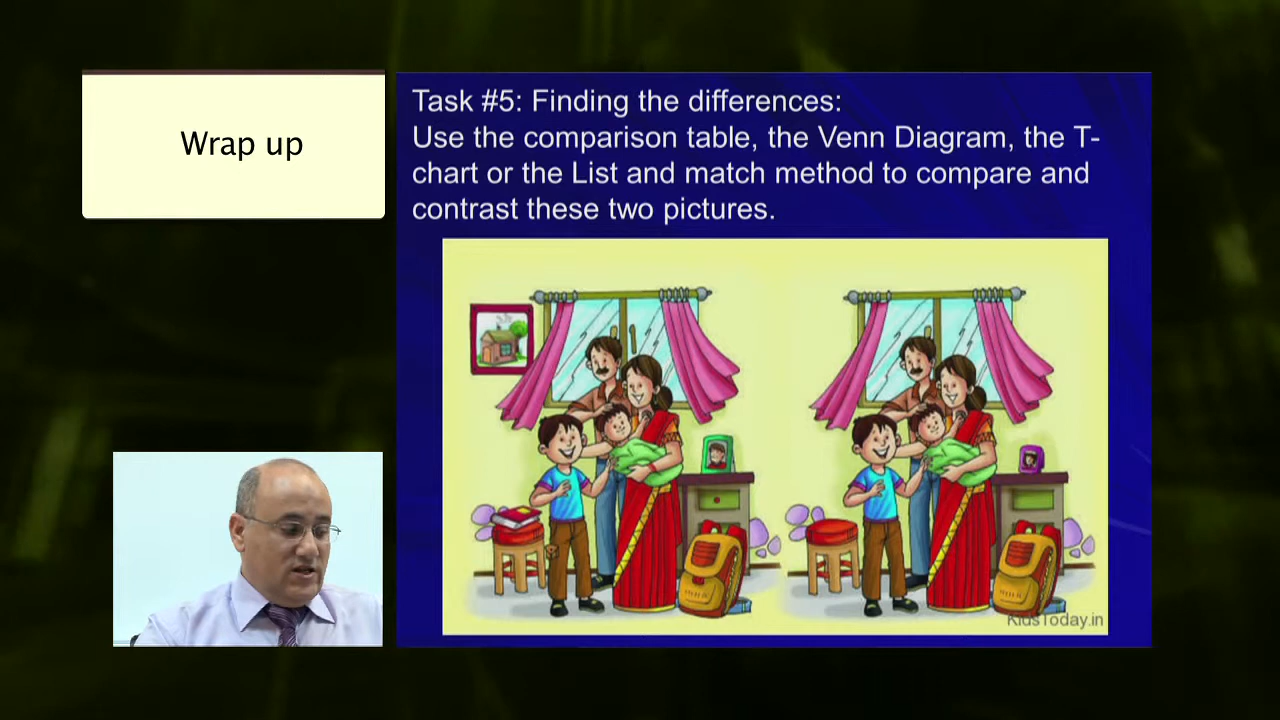 Wrap up
Task #5: Finding the differences:
Use the comparison table, the Venn Diagram, the T-
chart or the List and match method to compare and
contrast these two pictures.
KidsToday.in